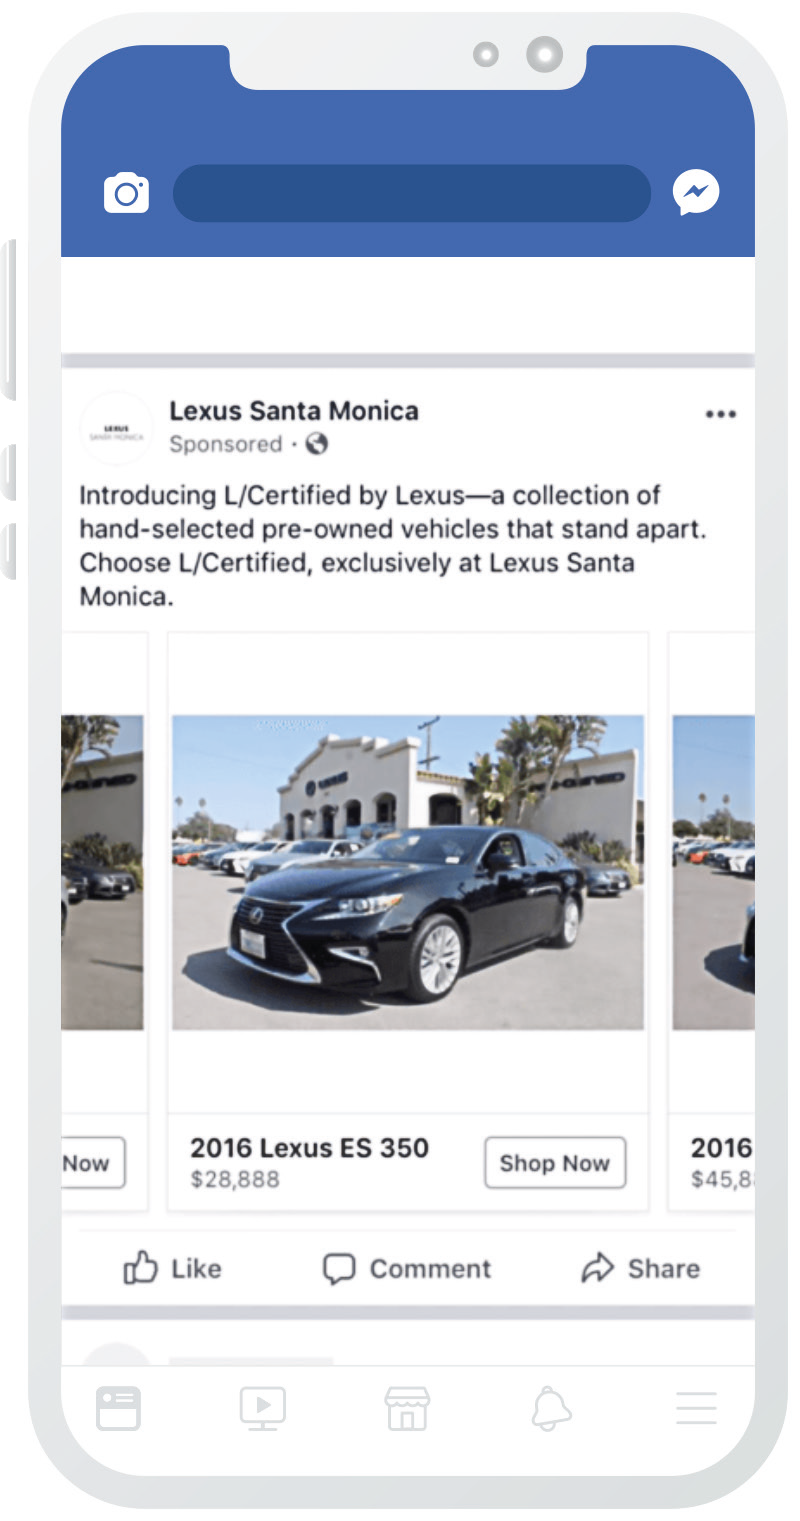 LEXUS
SANTA MONICA
Lexus Santa Monica
Sponsored ·
Introducing L/Certified by Lexus—a collection of
hand-selected pre-owned vehicles that stand apart.
Choose L/Certified, exclusively at Lexus Santa
Monica.
LEXUS
Now
2016 Lexus ES 350
$28,888
Shop Now
2016
$45,8
Like
Comment
Share